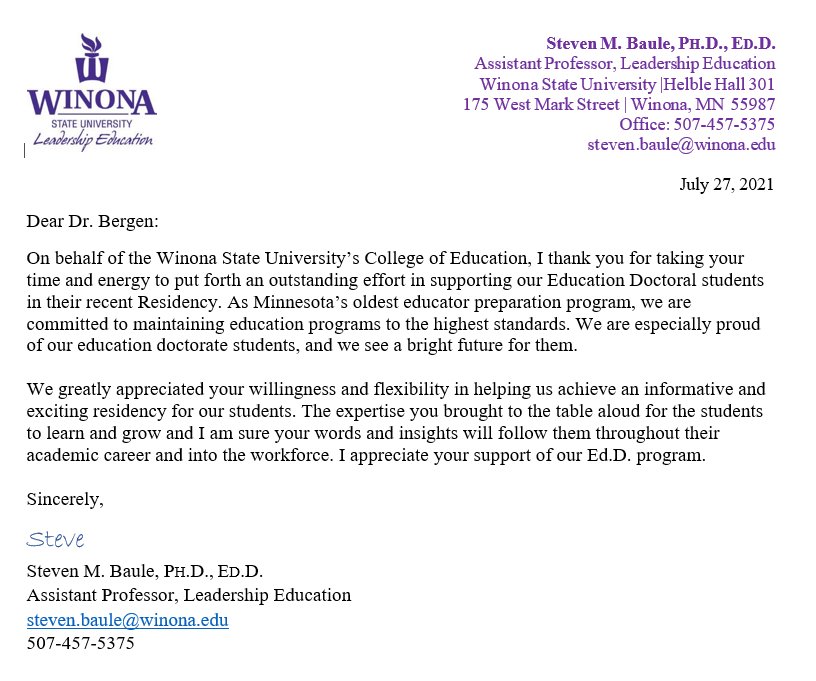 WINONA
STATE UNIVERSITY
Leadership Education
Steven M. Baule, PH.D., ED.D.
Assistant Professor, Leadership Education
Winona State University |Helble Hall 301
175 West Mark Street | Winona, MN 55987
Office: 507-457-5375
steven.baule@winona.edu
July 27, 2021
Dear Dr. Bergen:
On behalf of the Winona State University’s College of Education, I thank you for taking your
time and energy to put forth an outstanding effort in supporting our Education Doctoral students
in their recent Residency. As Minnesota’s oldest educator preparation program, we are
committed to maintaining education programs to the highest standards. We are especially proud
of our education doctorate students, and we see a bright future for them.
We greatly appreciated your willingness and flexibility in helping us achieve an informative and
exciting residency for our students. The expertise you brought to the table aloud for the students
to learn and grow and I am sure your words and insights will follow them throughout their
academic career and into the workforce. I appreciate your support of our Ed.D. program.
Sincerely,
Steve
Steven M. Baule, PH.D., ED.D.
Assistant Professor, Leadership Education
steven.baule@winona.edu
507-457-5375